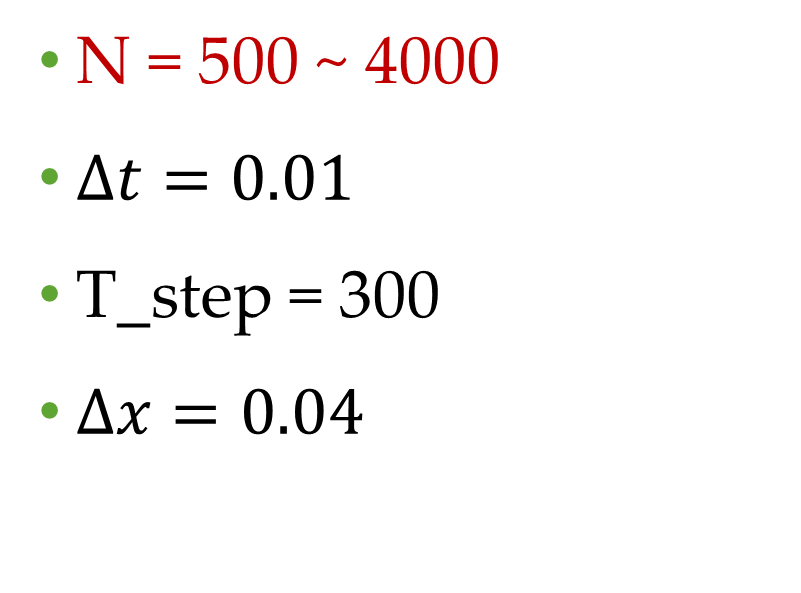 • N = 500 ~ 4000
• Δt = 0.01
• T_step = 300
• Δx = 0.04